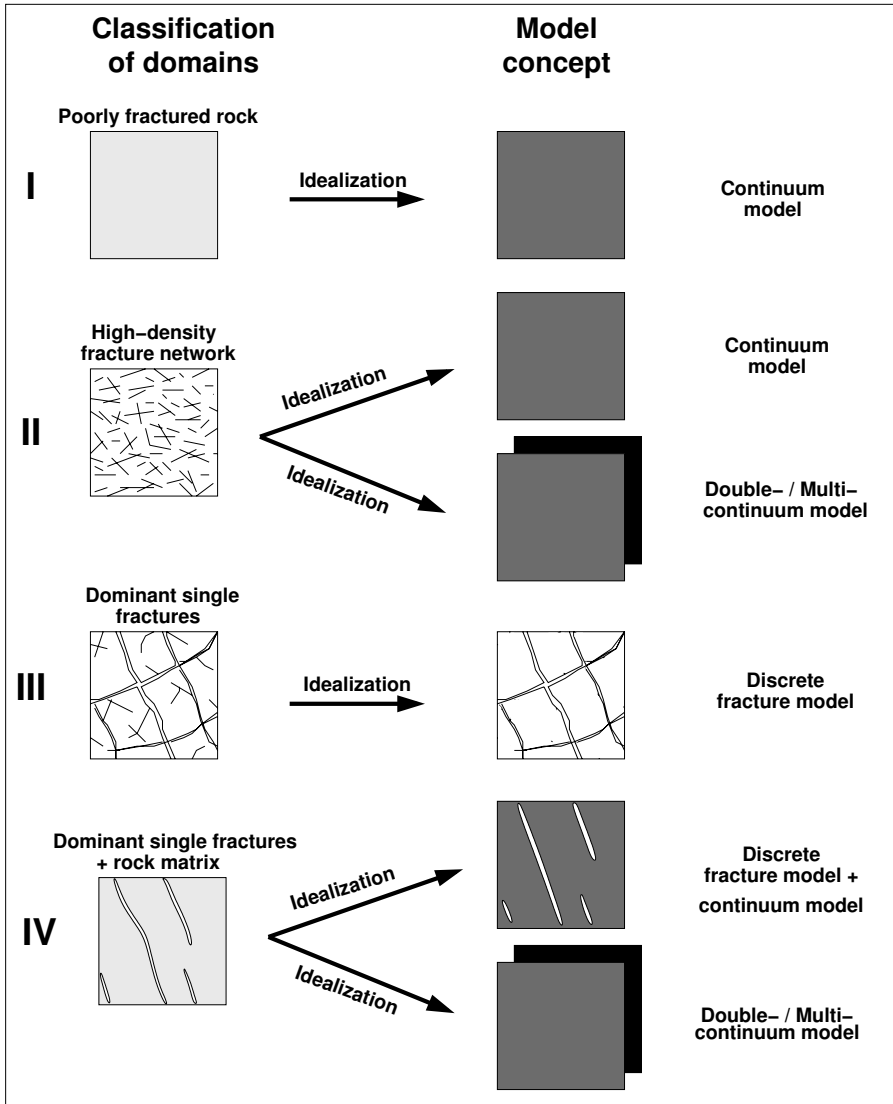 Classification
of domains
Model
concept
Poorly fractured rock
I
Idealization
Continuum
model
High−density
fracture network
II
Idealization
Continuum
model
Idealization
Double− / Multi−
continuum model
Dominant single
fractures
III
Idealization
Discrete
fracture model
Dominant single fractures
+ rock matrix
IV
Idealization
Discrete
fracture model +
continuum model
Idealization
Double− / Multi−
continuum model